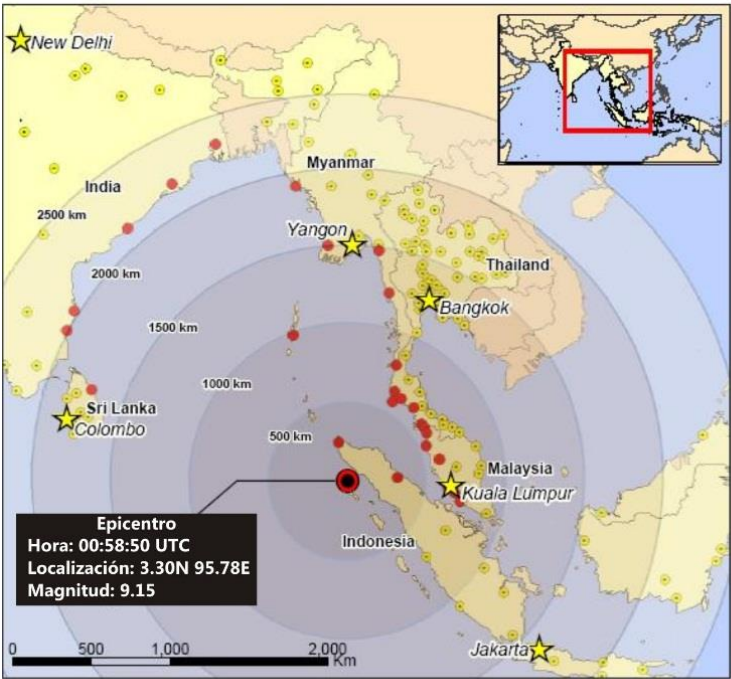 New Delhi
Myanmar
India
2500 km
Yangon
Thailand
2000 km
Bangkok
1500 km
1000 km
Sri Lanka
Colombo
500 km
Malaysia
Kuala Lumpur
Indonesia
Epicentro
Hora: 00:58:50 UTC
Localización: 3.30N 95.78E
Magnitud: 9.15
Jakarta
0 500 1,000 2,000
Km